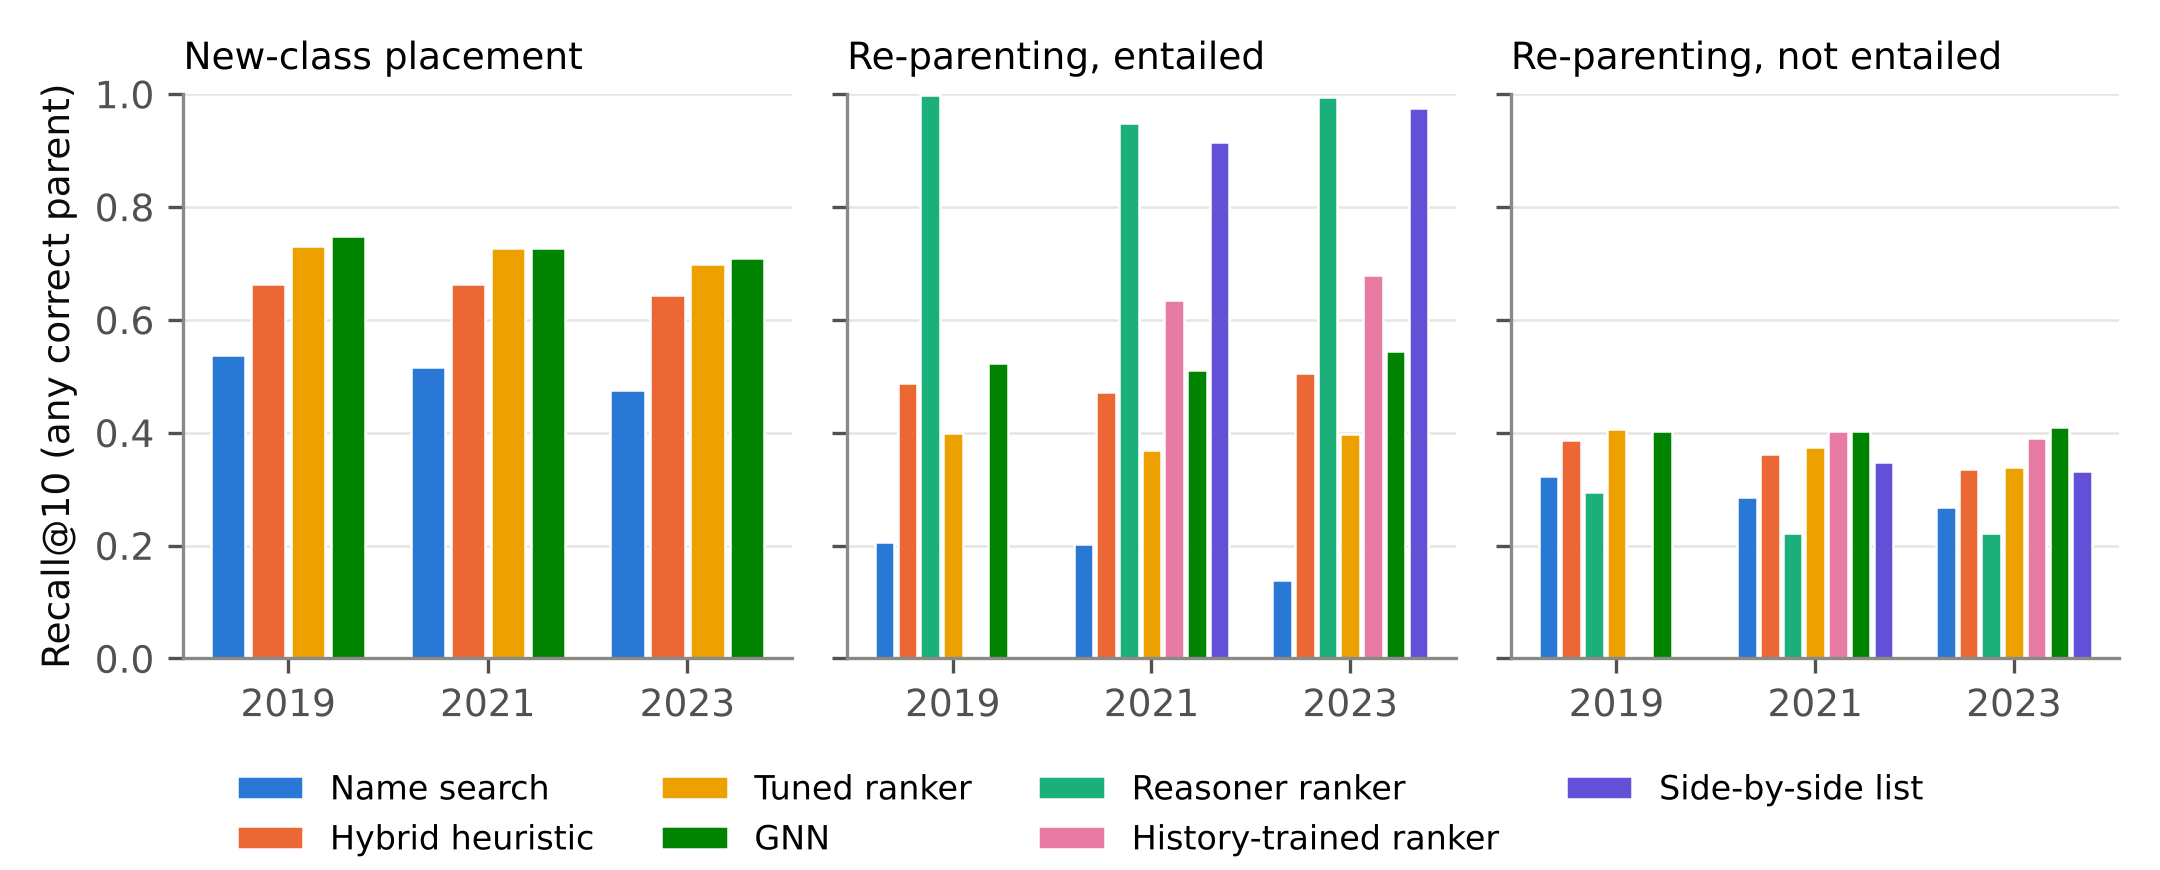 New-class placement
Re-parenting, entailed
Re-parenting, not entailed
Recall@10 (any correct parent)
1.0
0.8
0.6
0.4
0.2
0.0
2019 2021 2023
2019 2021 2023
2019 2021 2023
Name search
Hybrid heuristic
Tuned ranker
GNN
Reasoner ranker
History-trained ranker
Side-by-side list